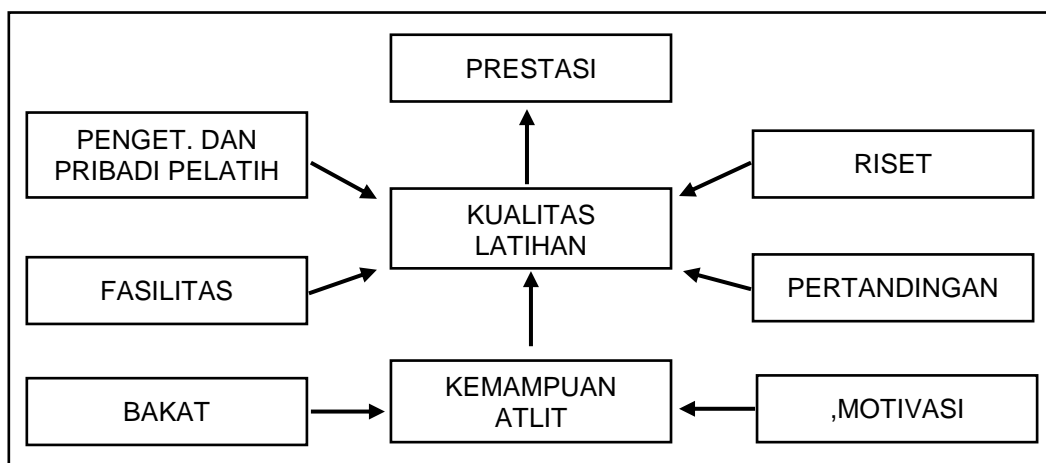 PRESTASI
PENGET. DAN
PRIBADI PELATIH
RISET
KUALITAS
LATIHAN
FASILITAS
PERTANDINGAN
BAKAT
KEMAMPUAN
ATLIT
,MOTIVASI